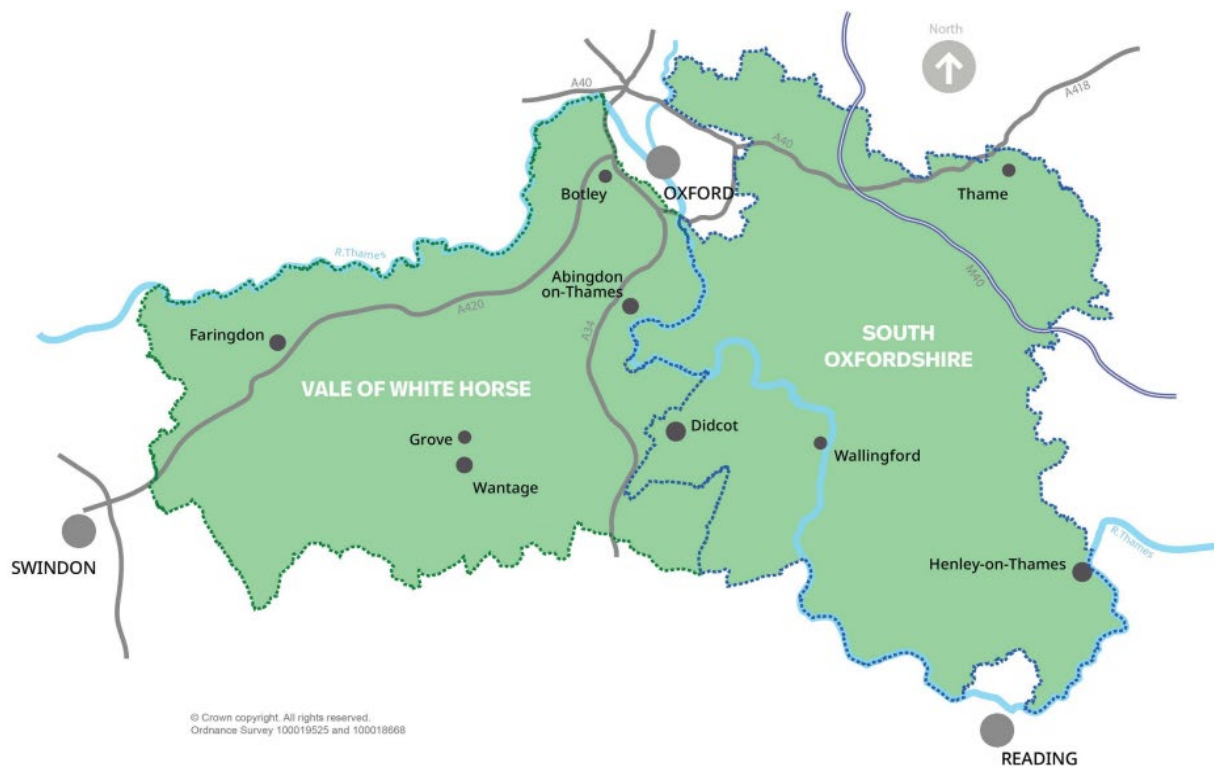 North
A40
A418
A40
OXFORD
Botley
Thame
R.Thames
Abingdon
on-Thames
M40
A420
Faringdon
A34
SOUTH
OXFORDSHIRE
VALE OF WHITE HORSE
Didcot
Grove
Wallingford
Wantage
R.Thames
SWINDON
Henley-on-Thames
© Crown copyright. All rights reserved.
Ordnance Survey 100019525 and 100018668
READING